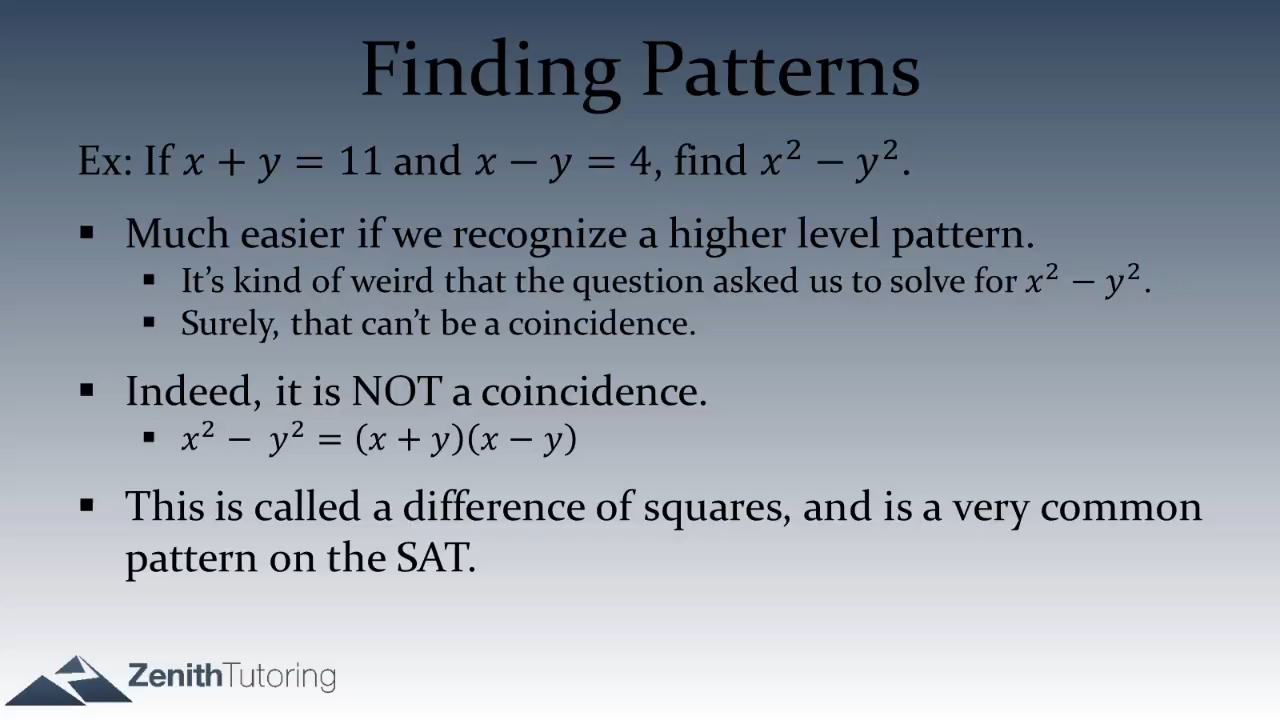 Finding Patterns
Ex: If x + y = 11 and x − y = 4, find x² − y².
▪ Much easier if we recognize a higher level pattern.
▪ It’s kind of weird that the question asked us to solve for x² − y².
▪ Surely, that can’t be a coincidence.
▪ Indeed, it is NOT a coincidence.
▪ x² − y² = (x + y)(x − y)
▪ This is called a difference of squares, and is a very common
pattern on the SAT.
ZenithTutoring